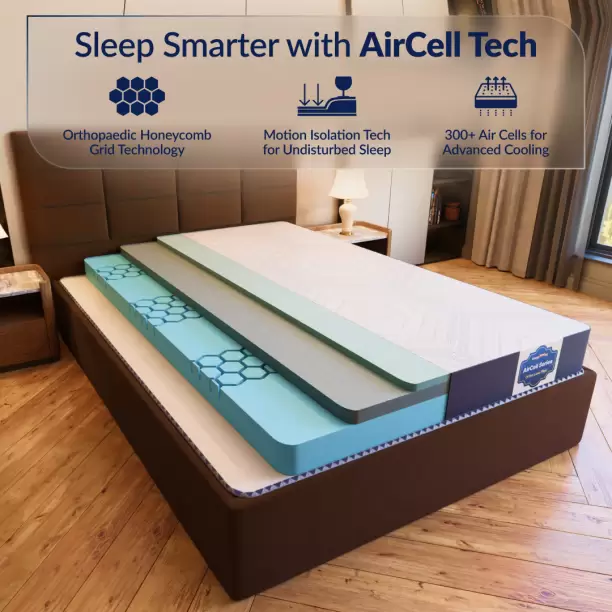 Sleep Smarter with AirCell Tech
Orthopaedic Honeycomb
Grid Technology
Motion Isolation Tech
for Undisturbed Sleep
300+ Air Cells for
Advanced Cooling
AirCell Series